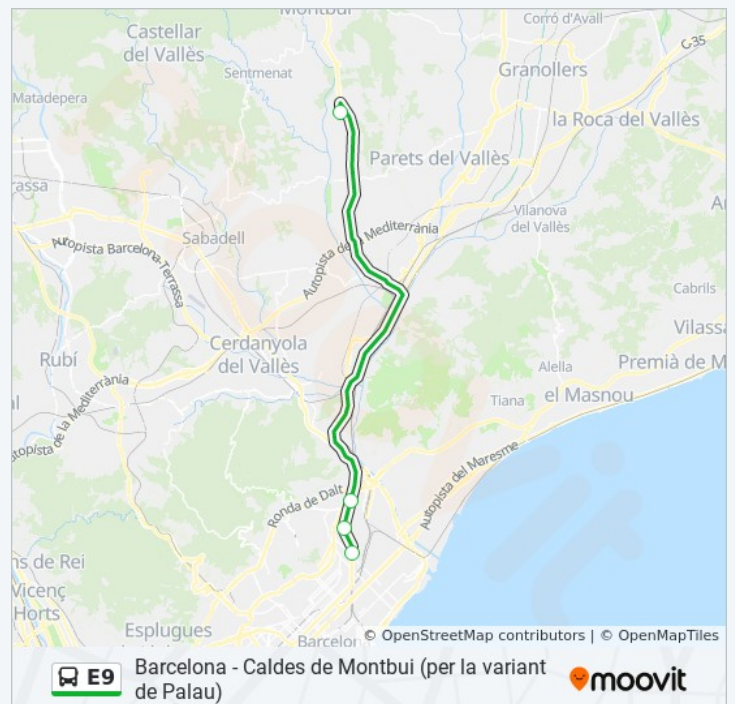 Montbui
Corró d'Avall
Castellar
del Vallès
C-35
Sentmenat
Granollers
Matadepera
la Roca del Vallès
Parets del Vallès
rassa
Vilanova
del Vallès
Sabadell
Autopista de la Mediterrània
Autopista Barcelona-Terrassa
Cabrils
Cerdanyola
del Vallès
Vilassa
Rubí
Alella
Premià de M
Tiana
el Masnou
topista de la Mediterrània
Autopista del Maresme
Ronda de Dalt
ns de Rei
Vicenç
Horts
Esplugues
Barcelon
© OpenStreetMap contributors | © OpenMapTiles
E9
Barcelona - Caldes de Montbui (per la variant
de Palau)
moovit